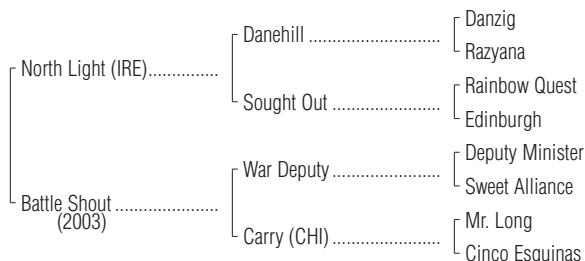 Danzig
Danehill
Razyana
North Light (IRE)
Rainbow Quest
Sought Out
Edinburgh
Deputy Minister
War Deputy
Sweet Alliance
Battle Shout
(2003)
Mr. Long
Carry (CHI)
Cinco Esquinas